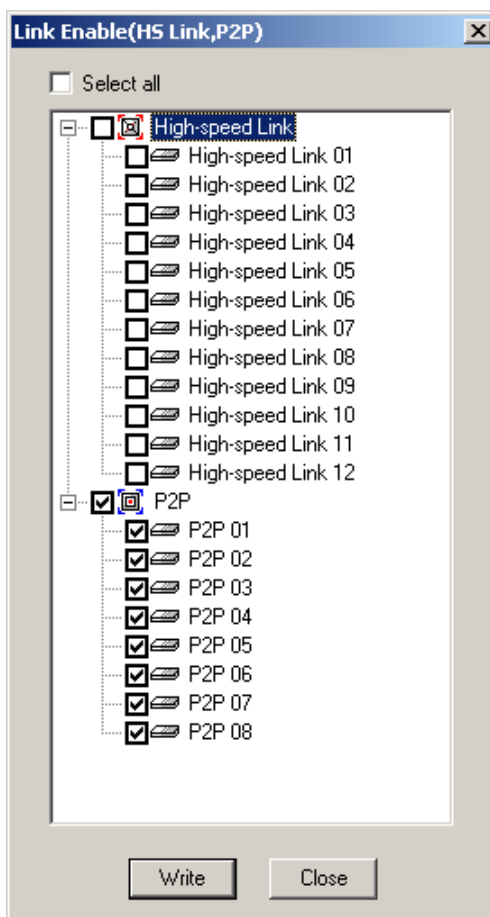 Link Enable(HS Link,P2P)
Select all
High-speed Link
High-speed Link 01
High-speed Link 02
High-speed Link 03
High-speed Link 04
High-speed Link 05
High-speed Link 06
High-speed Link 07
High-speed Link 08
High-speed Link 09
High-speed Link 10
High-speed Link 11
High-speed Link 12
P2P
P2P 01
P2P 02
P2P 03
P2P 04
P2P 05
P2P 06
P2P 07
P2P 08
Write Close